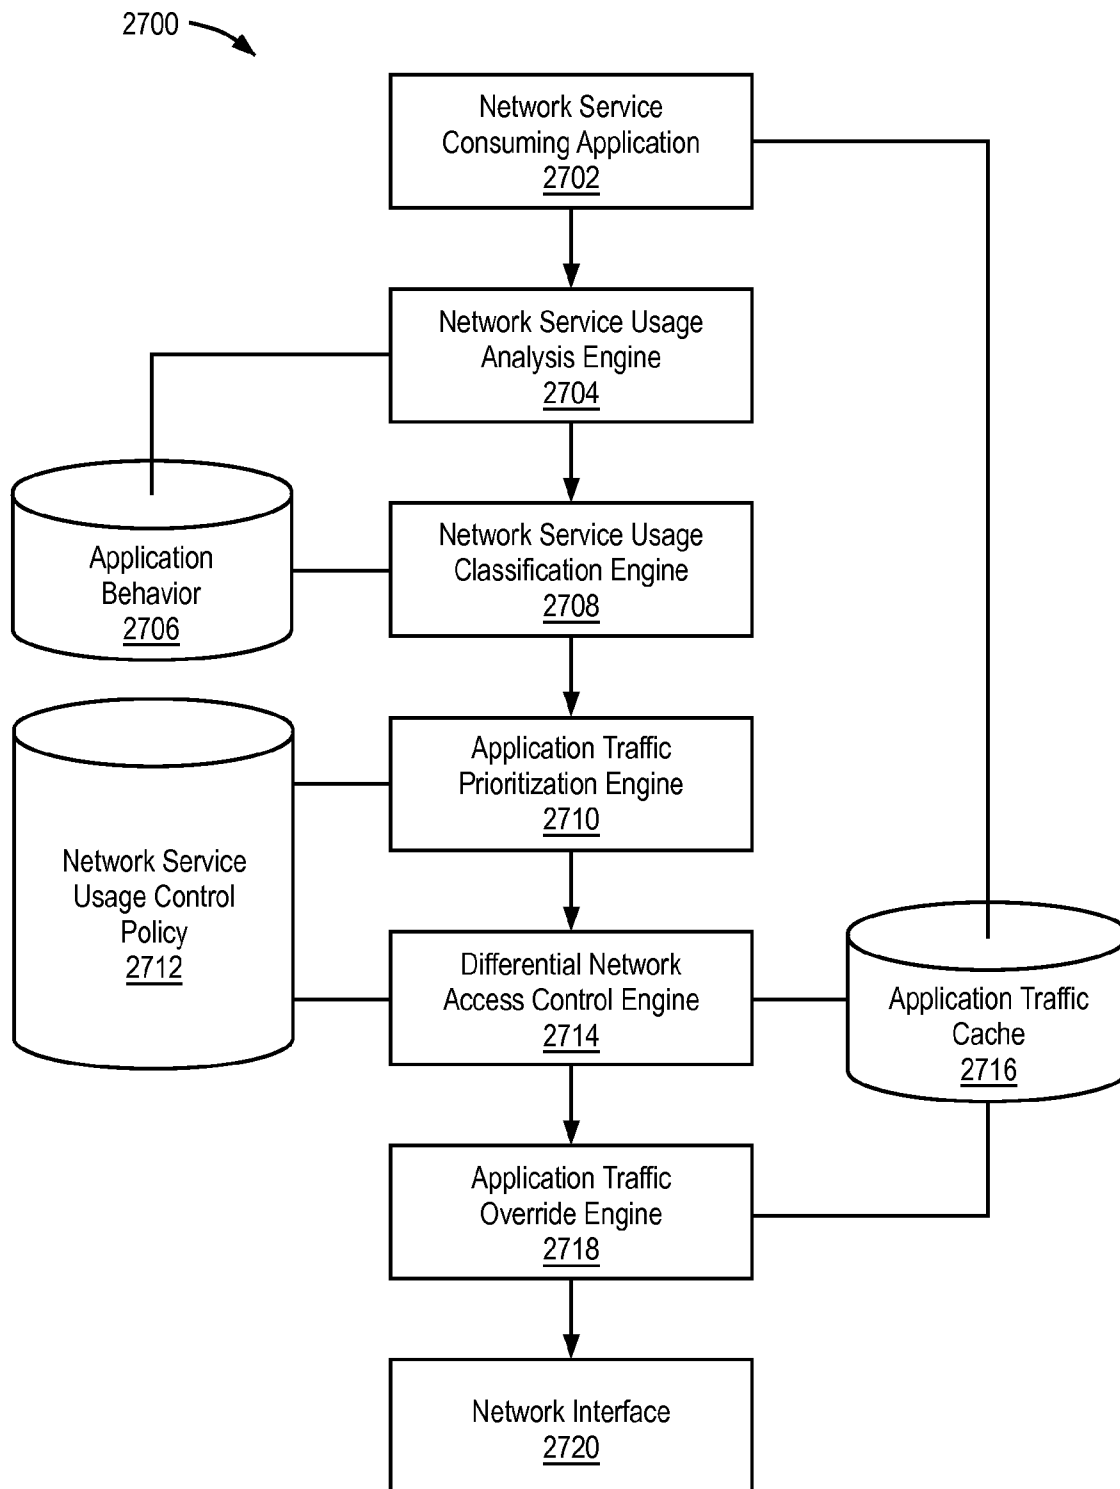 2700
Network Service
Consuming Application
2702
Network Service Usage
Analysis Engine
2704
Application
Behavior
2706
Network Service Usage
Classification Engine
2708
Application Traffic
Prioritization Engine
2710
Network Service
Usage Control
Policy
2712
Differential Network
Access Control Engine
2714
Application Traffic
Cache
2716
Application Traffic
Override Engine
2718
Network Interface
2720